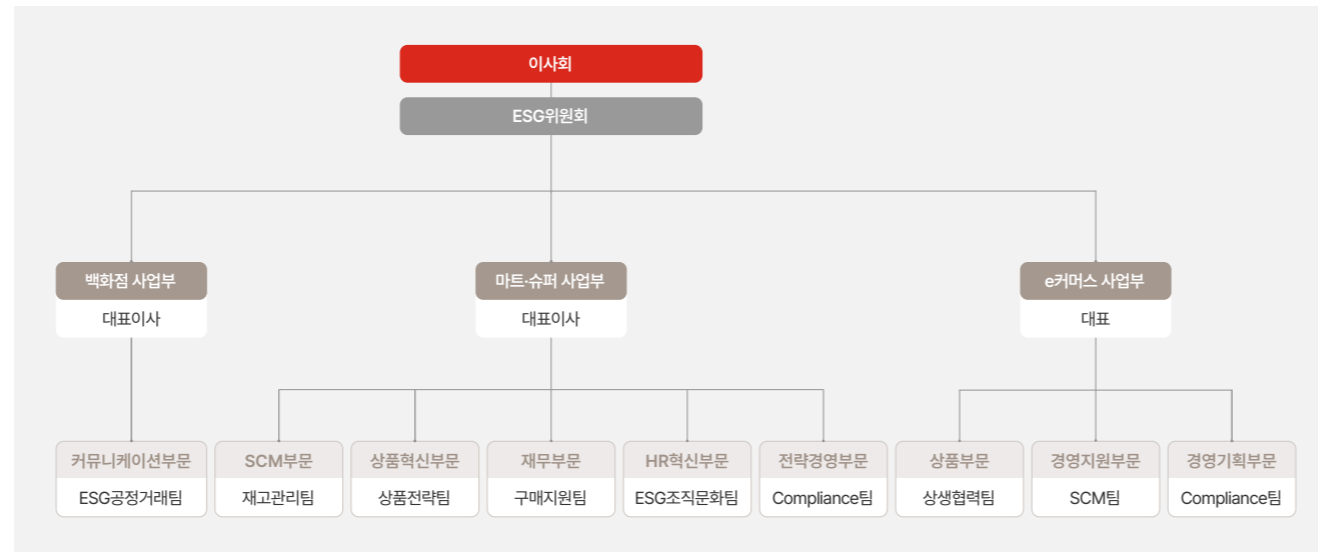 이사회
ESG위원회
백화점 사업부
대표이사
마트·슈퍼 사업부
대표이사
e커머스 사업부
대표
커뮤니케이션부문
ESG공정거래팀
SCM부문
재고관리팀
상품혁신부문
상품전략팀
재무부문
구매지원팀
HR혁신부문
ESG조직문화팀
전략경영부문
Compliance팀
상품부문
상생협력팀
경영지원부문
SCM팀
경영기획부문
Compliance팀